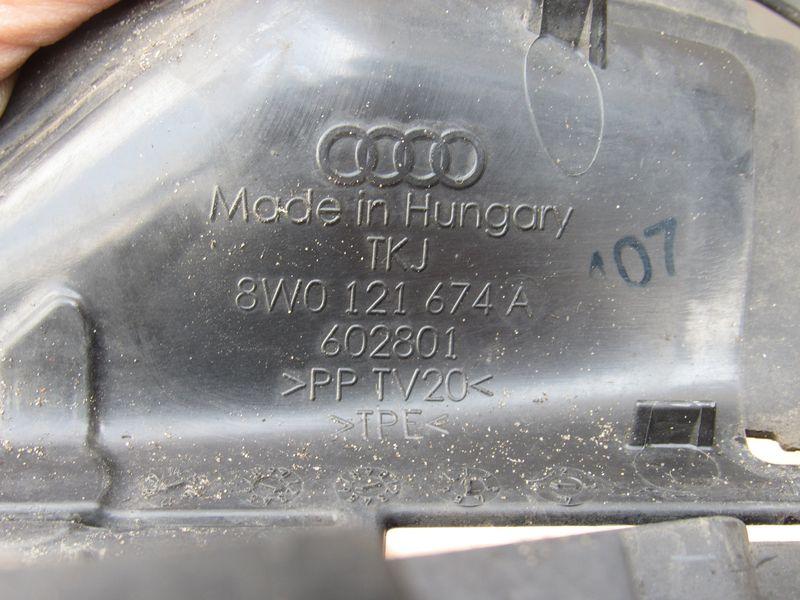 Made in Hungary
TKJ
107
8W0 121 674 A
602801
>PP TV20<
>TPE<